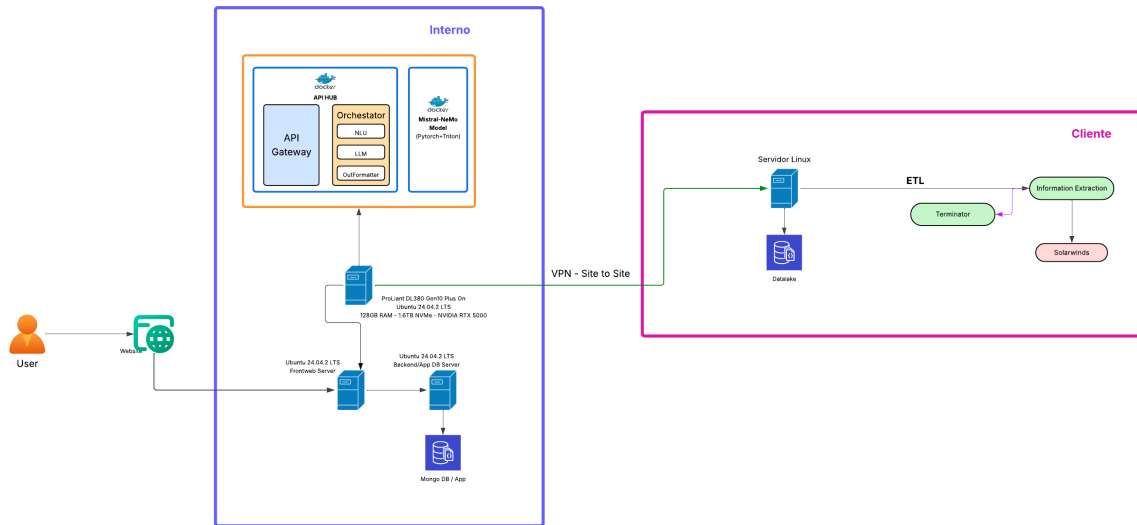 Interno
docker
API HUB
API
Gateway
Orchestator
NLU
LLM
OutFormatter
docker
Mistral-NeMo
Model
(Pytorch+Triton)
Cliente
Servidor Linux
ETL
Information Extraction
Terminator
Solarwinds
Datalake
VPN - Site to Site
ProLiant DL380 Gen10 Plus On
Ubuntu 24.04.2 LTS
128GB RAM - 1.6TB NVMe - NVIDIA RTX 5000
User
Website
Ubuntu 24.04.2 LTS
Frontweb Server
Ubuntu 24.04.2 LTS
Backend/App DB Server
Mongo DB / App